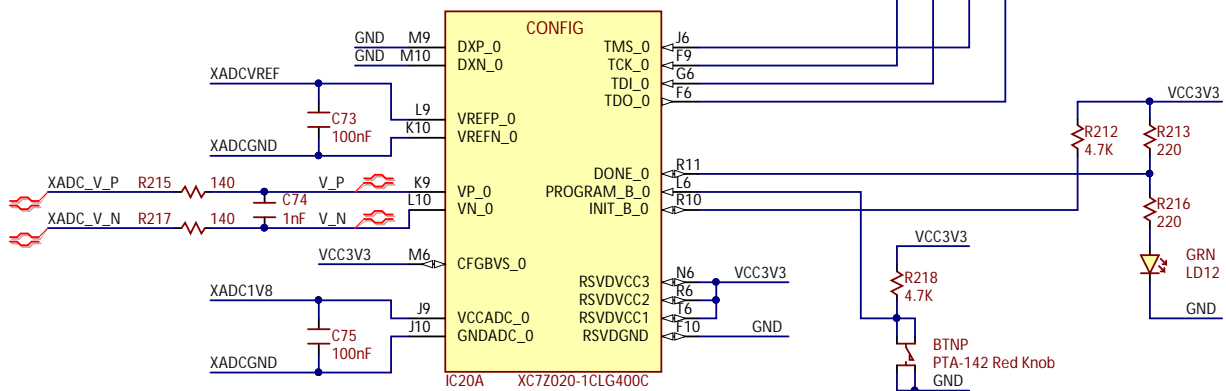 CONFIG
GND M9 DXP_0
GND M10 DXN_0
XADCVREF
C73
100nF
L9 VREFP_0
K10 VREFN_0
XADCGND
XADC_V_P R215 140 V_P K9 VP_0
C74
1nF
XADC_V_N R217 140 V_N L10 VN_0
VCC3V3 M6 CFGBVS_0
XADC1V8
C75
100nF
J9 VCCADC_0
J10 GNDADC_0
XADCGND
TMS_0 J6
TCK_0 F9
TDI_0 G6
TDO_0 F6
DONE_0 R11
PROGRAM_B_0 L6
INIT_B_0 R10
RSVDVCC3 N6 VCC3V3
RSVDVCC2 R6
RSVDVCC1 T6
RSVDGND F10 GND
IC20A XC7Z020-1CLG400C
VCC3V3
R212
4.7K
R213
220
R216
220
GRN
LD12
GND
VCC3V3
R218
4.7K
BTNP
PTA-142 Red Knob
GND